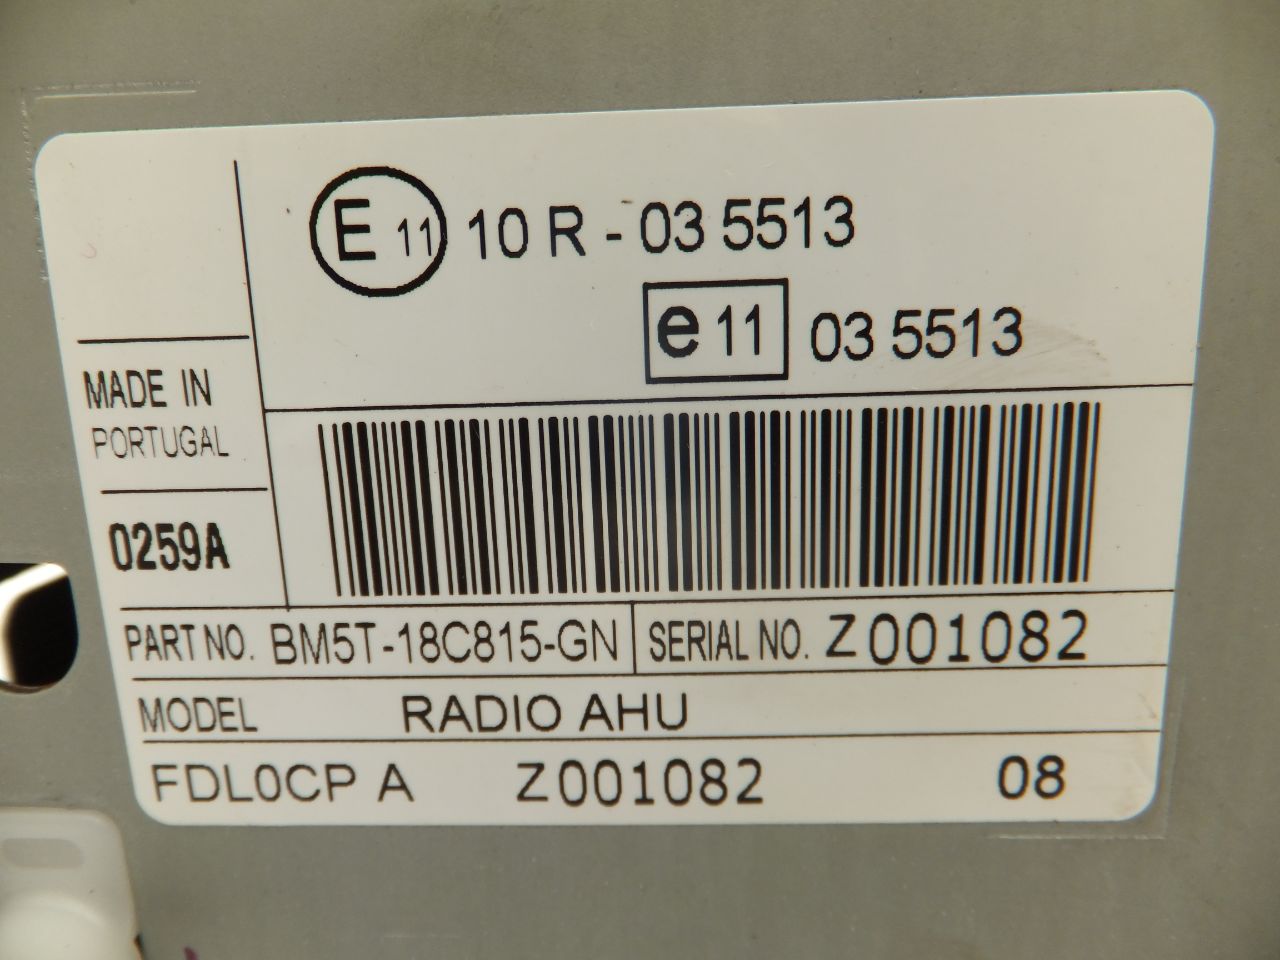 E 11 10 R - 03 5513
e 11 03 5513
MADE IN
PORTUGAL
0259A
PART NO. BM5T-18C815-GN SERIAL NO. Z001082
MODEL RADIO AHU
FDL0CP A Z001082 08